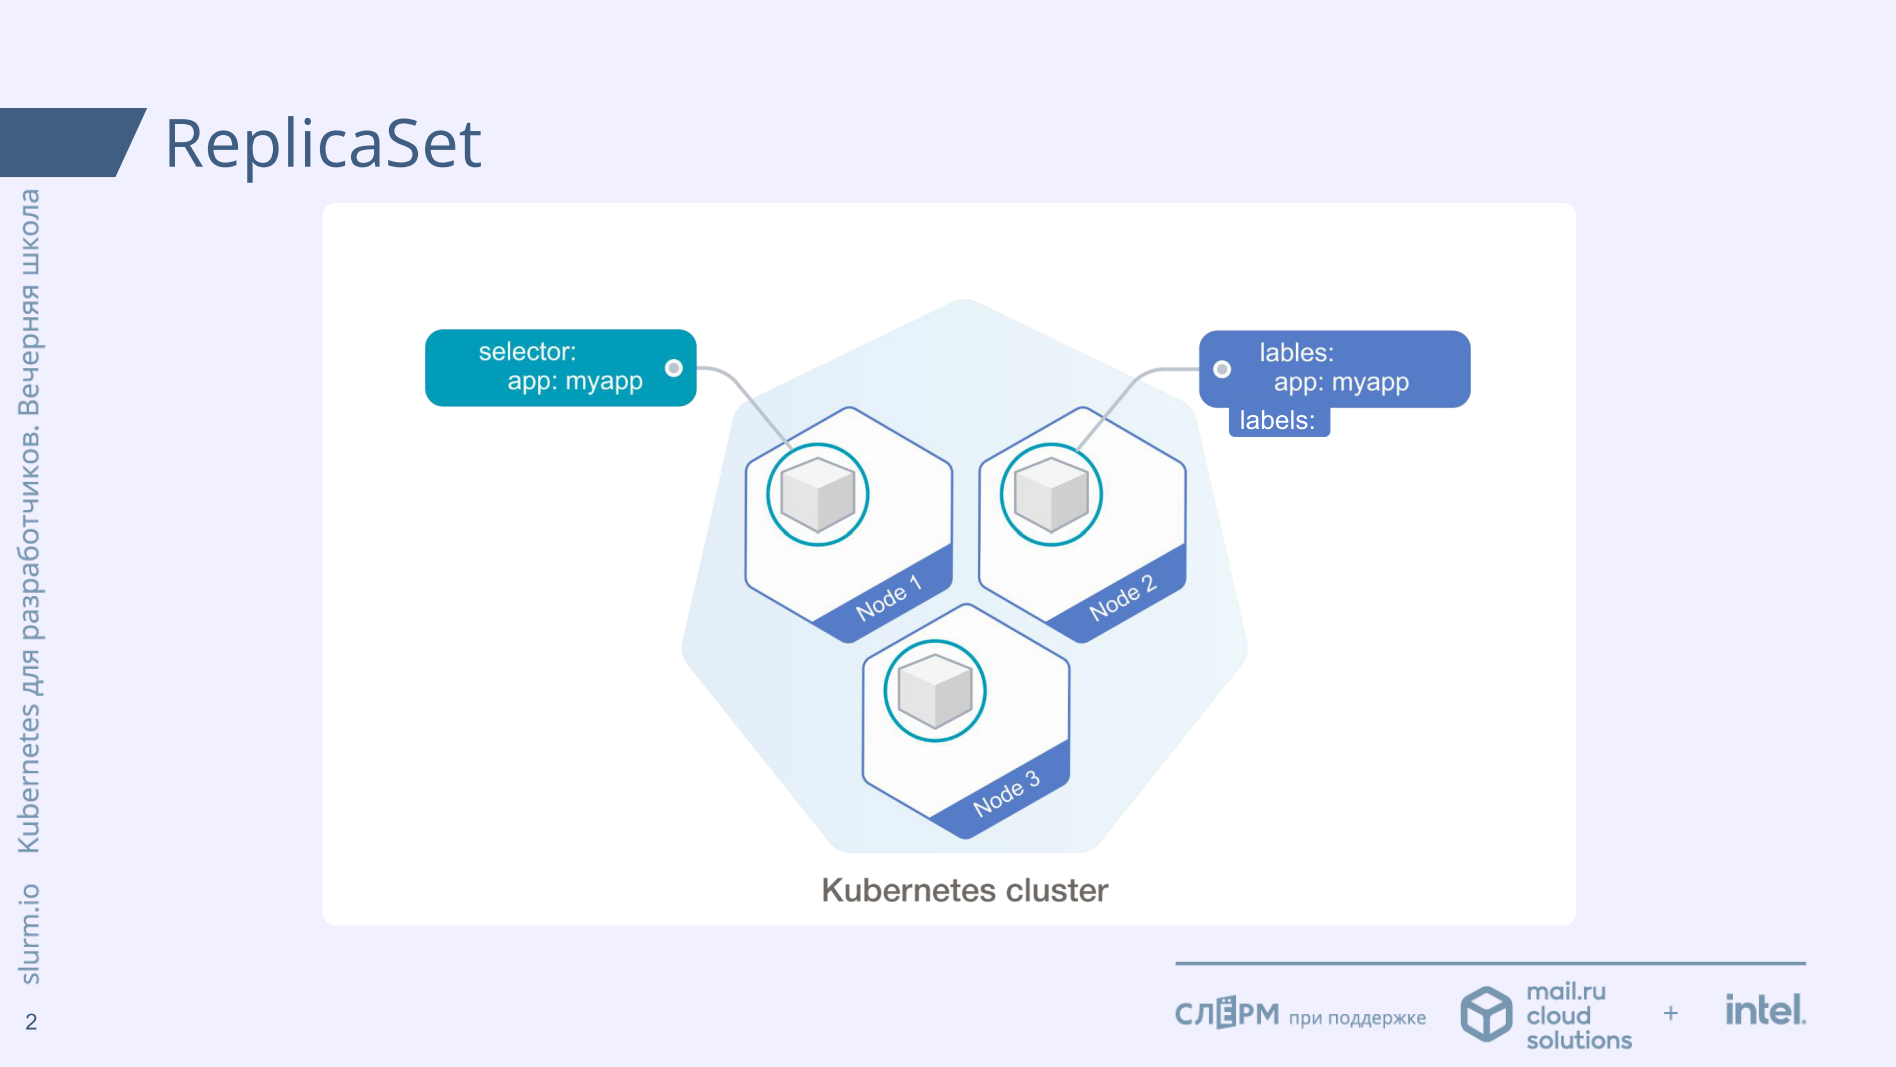 ReplicaSet
selector:
app: myapp
lables:
app: myapp
labels:
Node 1
Node 2
Node 3
Kubernetes cluster
slurm.io Kubernetes для разработчиков. Вечерняя школа
2
СЛЁРМ при поддержке
mail.ru
cloud
solutions
+
intel.